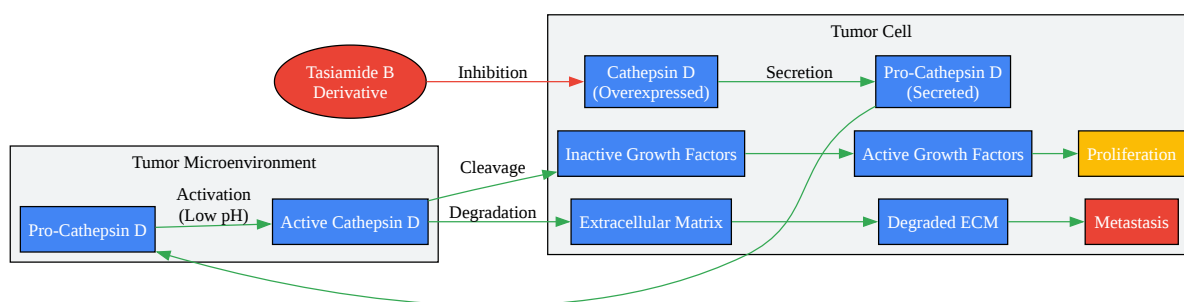 Tumor Cell
Tasiamide B
Derivative
Inhibition
Cathepsin D
(Overexpressed)
Secretion
Pro-Cathepsin D
(Secreted)
Tumor Microenvironment
Pro-Cathepsin D
Activation
(Low pH)
Active Cathepsin D
Cleavage
Inactive Growth Factors
Active Growth Factors
Proliferation
Degradation
Extracellular Matrix
Degraded ECM
Metastasis